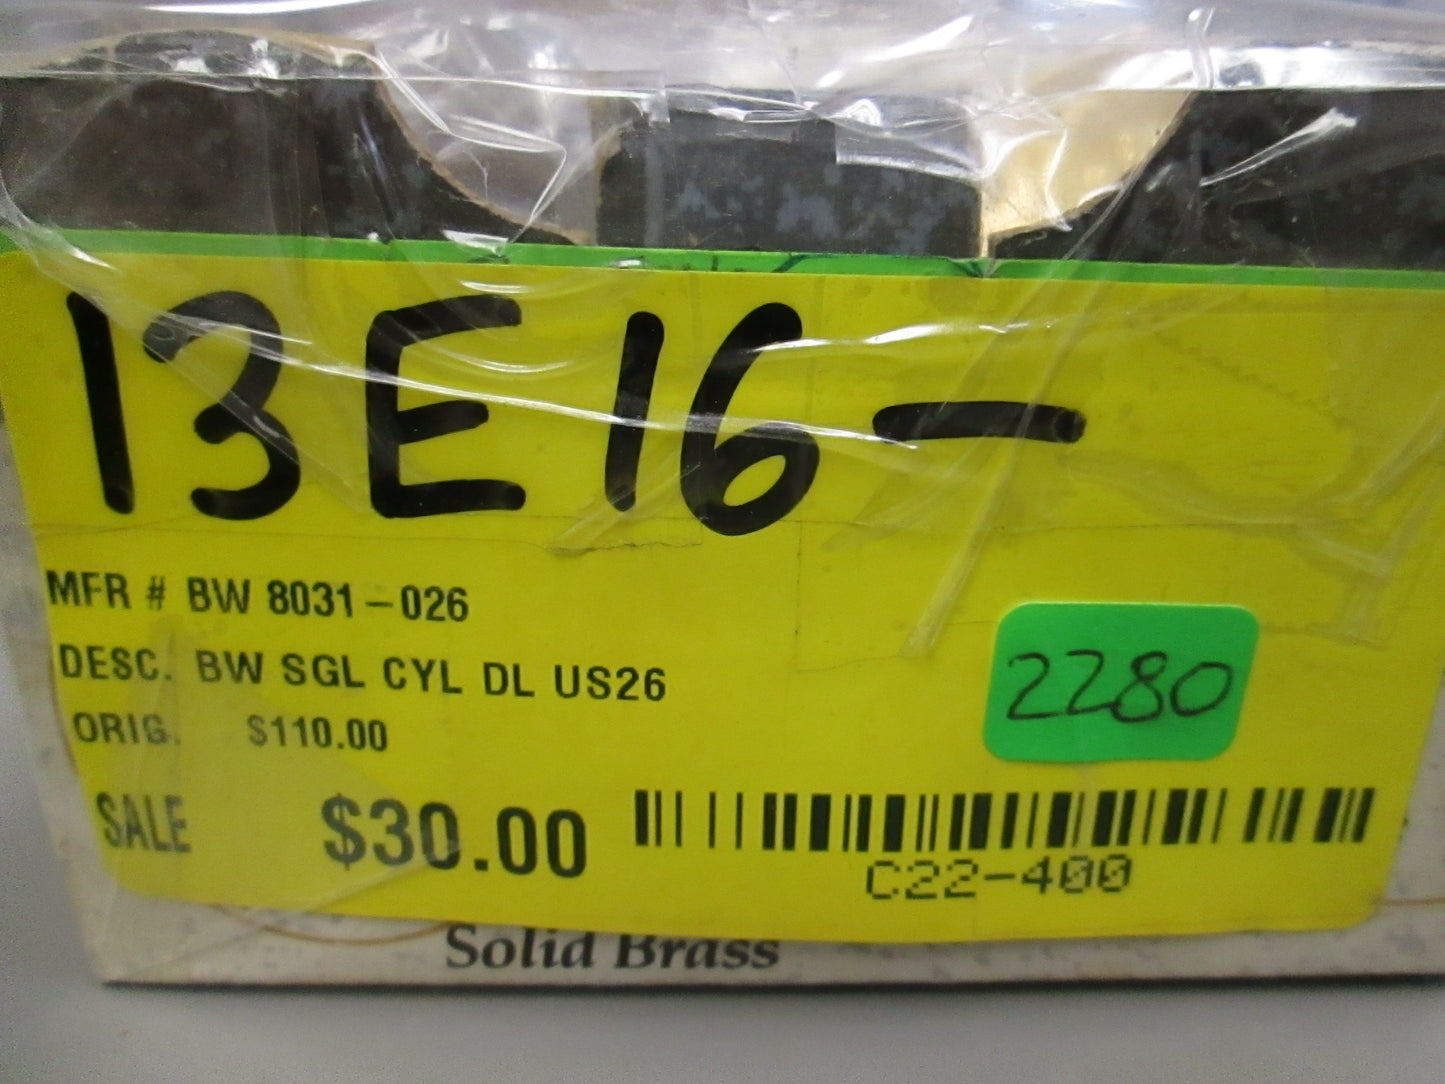 13E16-
MFR # BW 8031-026
DESC. BW SGL CYL DL US26
2280
ORIG. $110.00
SALE $30.00
C22-400
Solid Brass